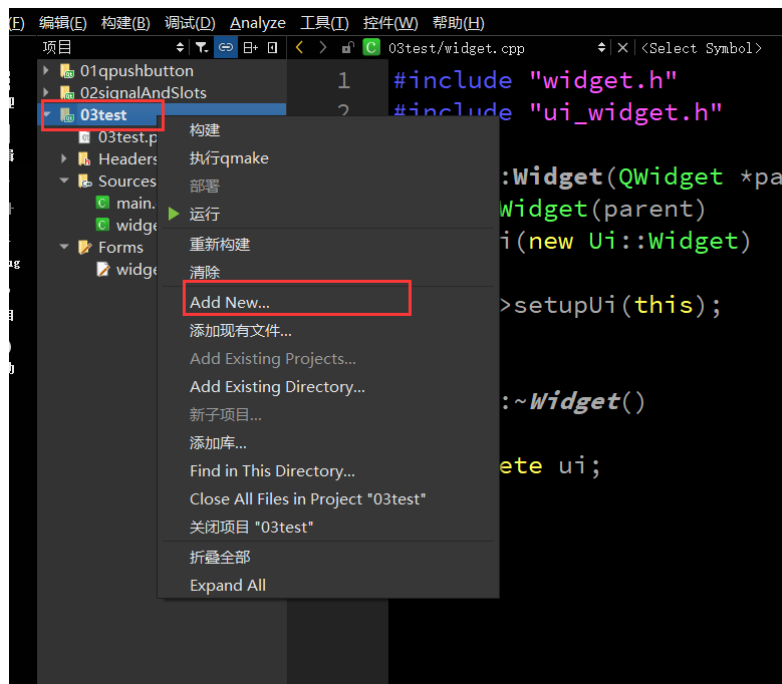 (F) 编辑(E) 构建(B) 调试(D) Analyze 工具(T) 控件(W) 帮助(H)
项目
03test/widget.cpp
<Select Symbol>
01qpushbutton
02signalAndSlots
03test
03test.p
Headers
Sources
main.
widge
Forms
widge
构建
执行qmake
部署
运行
重新构建
清除
Add New...
添加现有文件...
Add Existing Projects...
Add Existing Directory...
新子项目...
添加库...
Find in This Directory...
Close All Files in Project "03test"
关闭项目 "03test"
折叠全部
Expand All
1 #include "widget.h"
2 #include "ui_widget.h"
:Widget(QWidget *pa
Widget(parent)
i(new Ui::Widget)
>setupUi(this);
:~Widget()
ete ui;